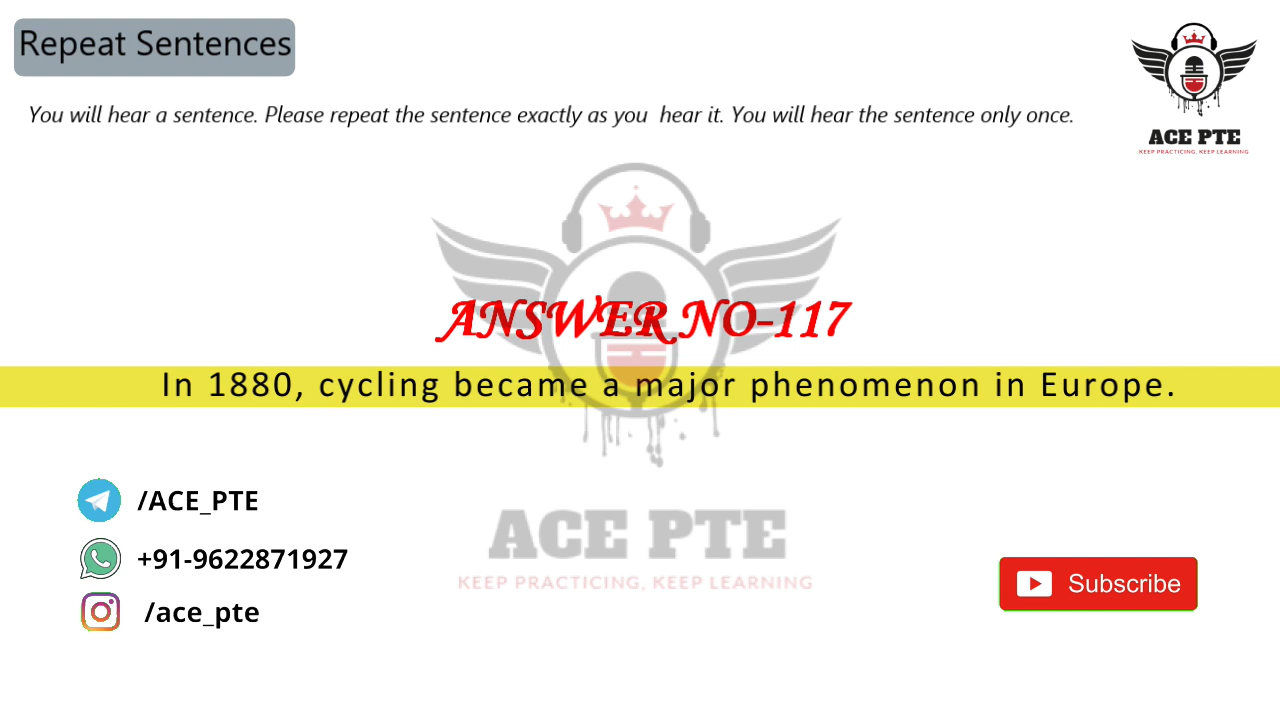 Repeat Sentences
You will hear a sentence. Please repeat the sentence exactly as you hear it. You will hear the sentence only once.
ACE PTE
KEEP PRACTICING, KEEP LEARNING
ANSWER NO-117
In 1880, cycling became a major phenomenon in Europe.
/ACE_PTE
+91-9622871927
/ace_pte
ACE PTE
KEEP PRACTICING, KEEP LEARNING
Subscribe